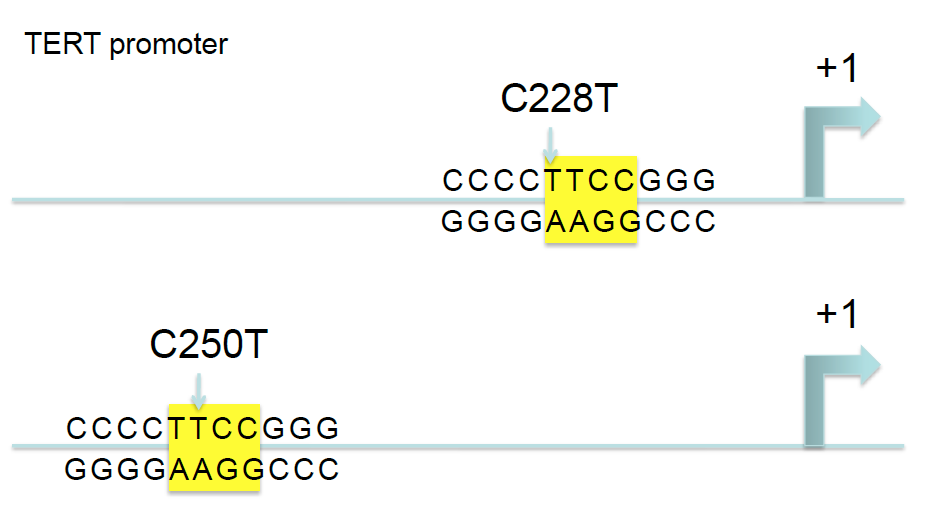 TERT promoter
+1
C228T
CCCCTTCCGGG
GGGGAAGGCCC
+1
C250T
CCCCTTCCGGG
GGGGAAGGCCC